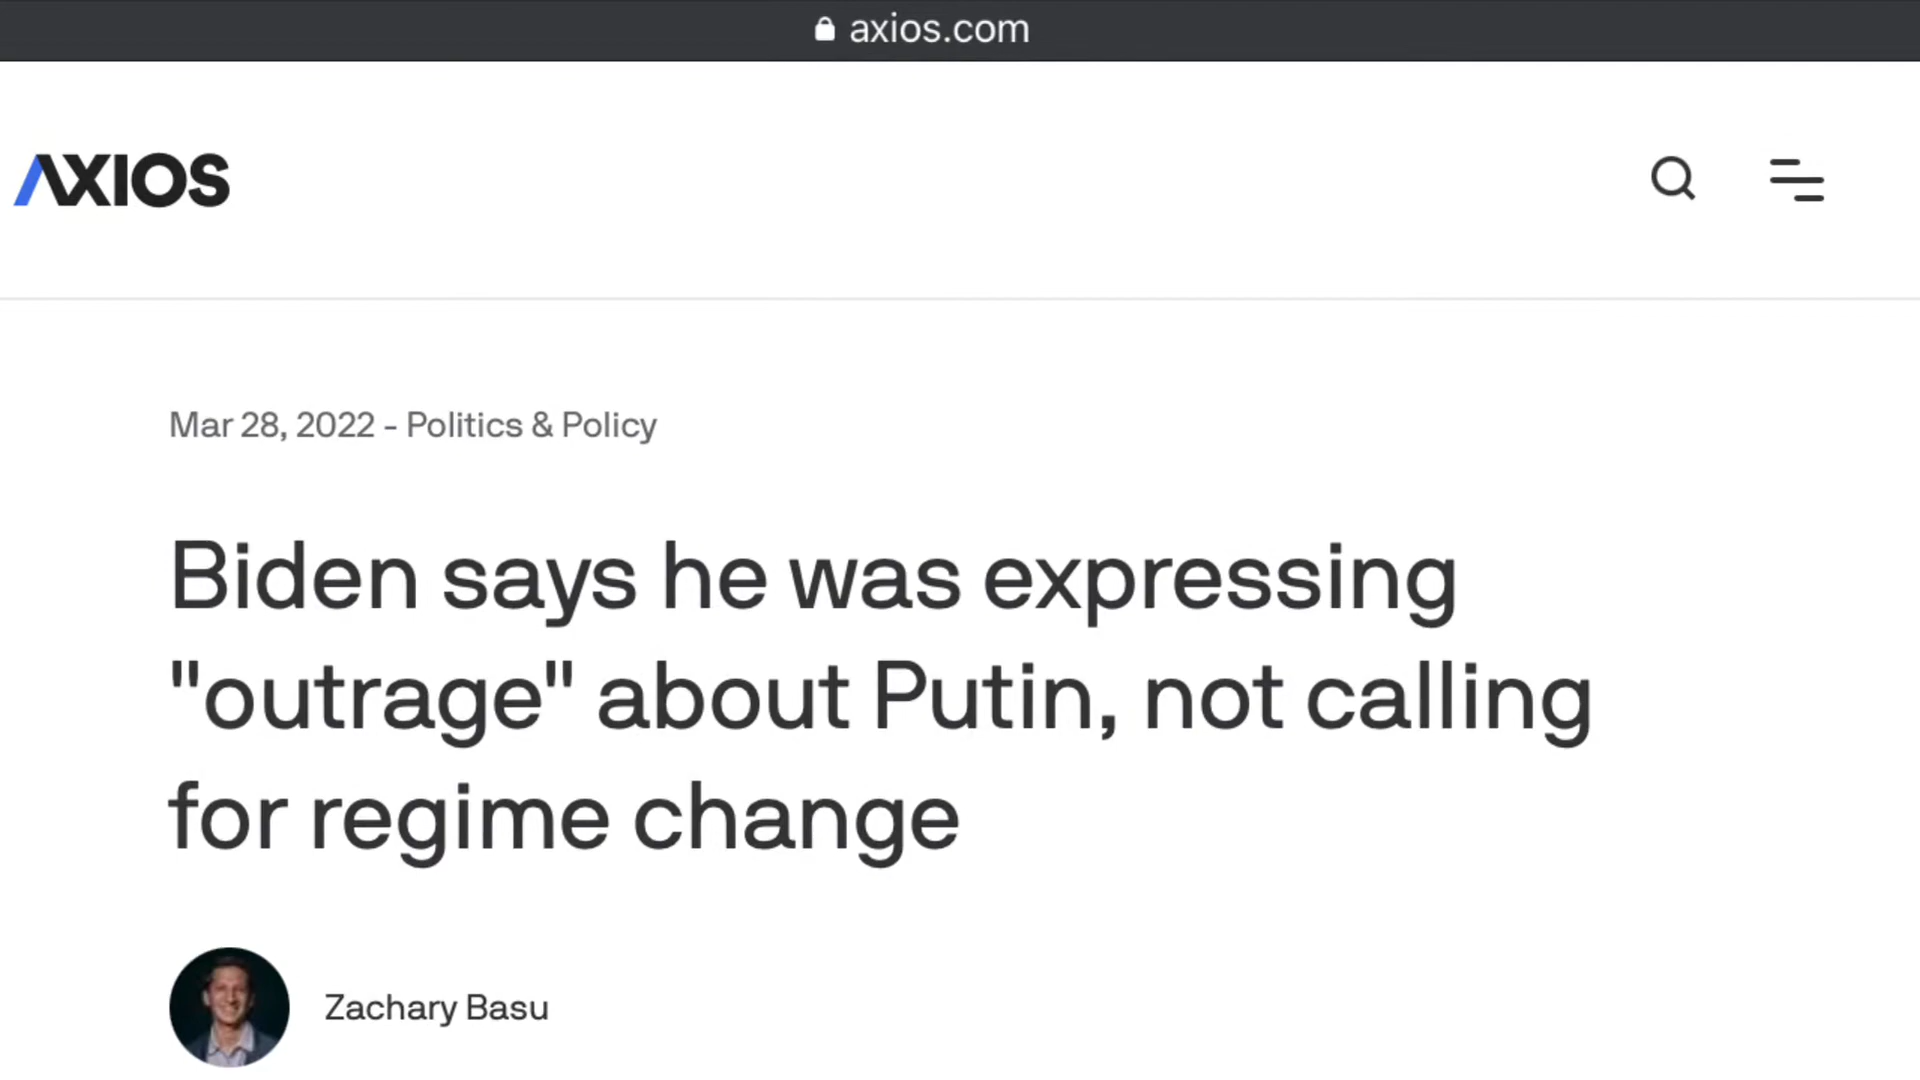 axios.com
AXIOS
Mar 28, 2022 - Politics & Policy
Biden says he was expressing
"outrage" about Putin, not calling
for regime change
Zachary Basu